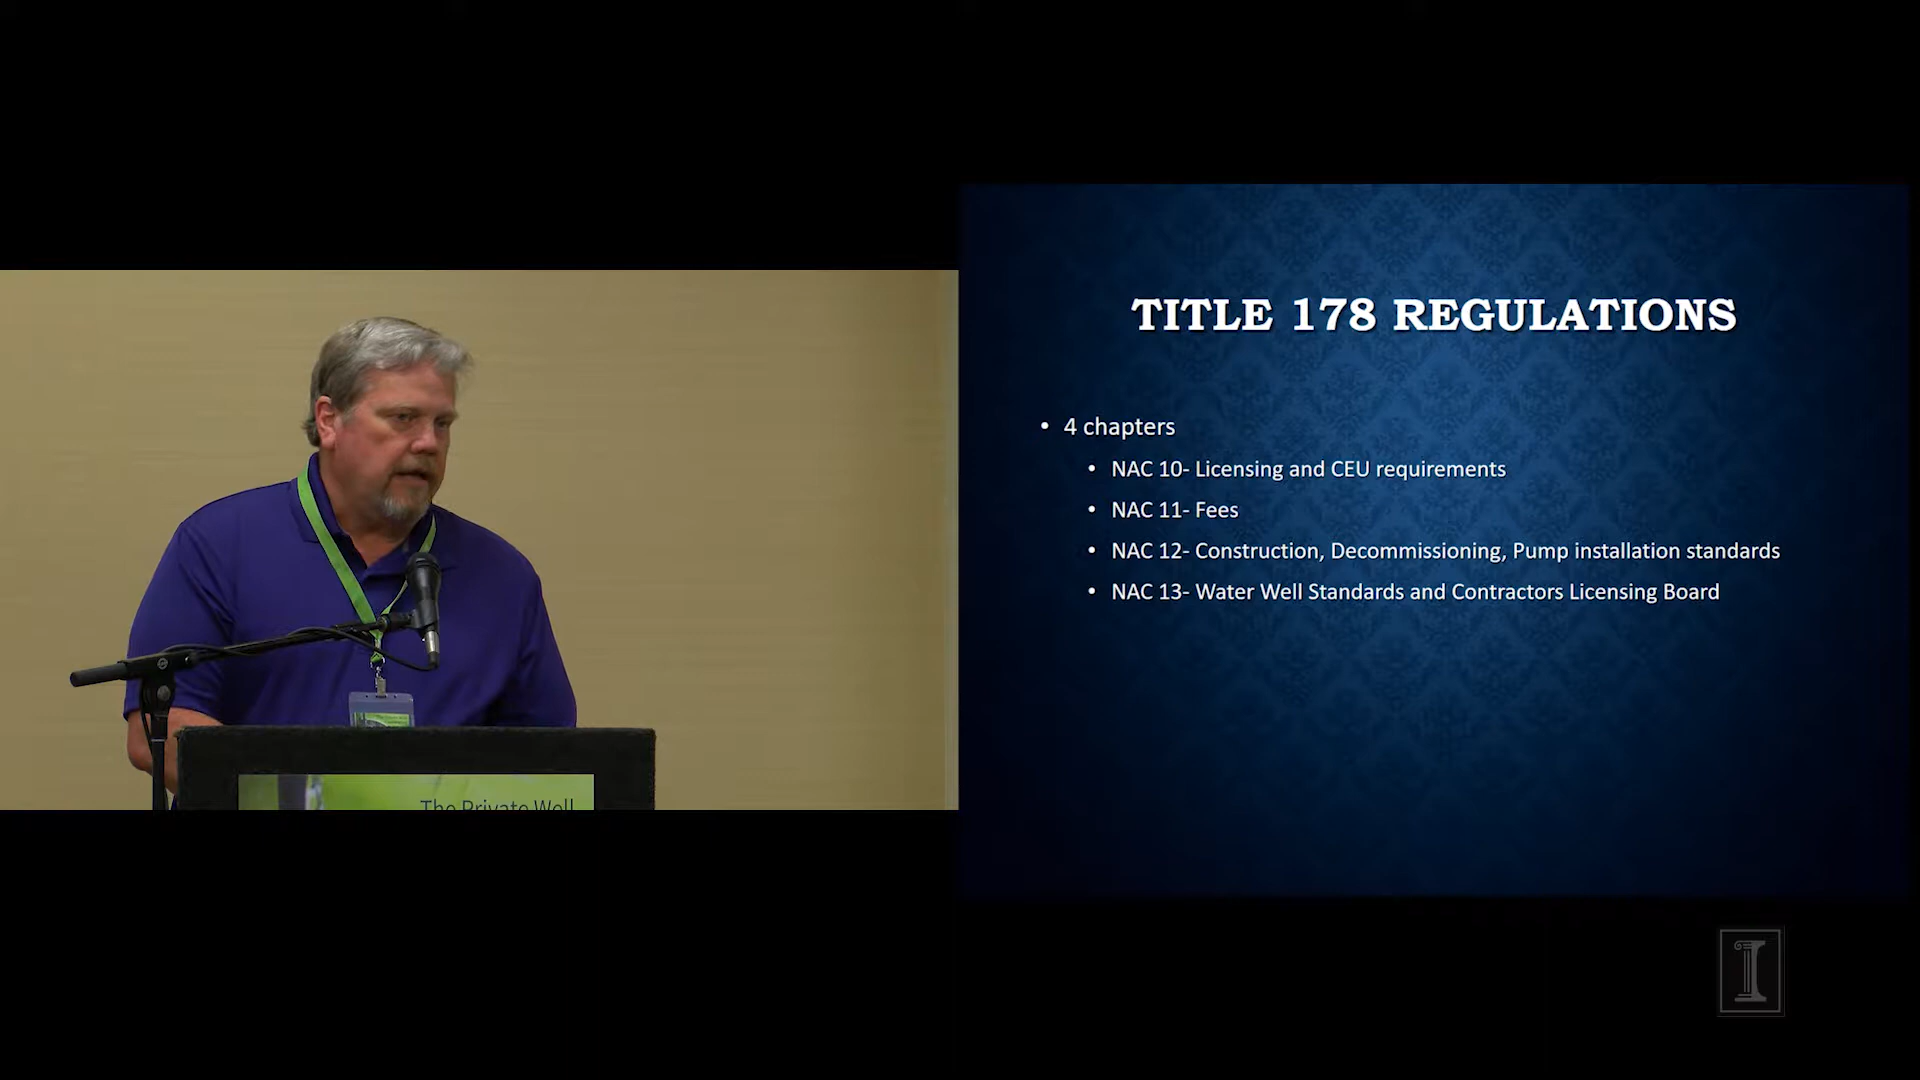 TITLE 178 REGULATIONS
• 4 chapters
• NAC 10- Licensing and CEU requirements
• NAC 11- Fees
• NAC 12- Construction, Decommissioning, Pump installation standards
• NAC 13- Water Well Standards and Contractors Licensing Board
The Private Well
I